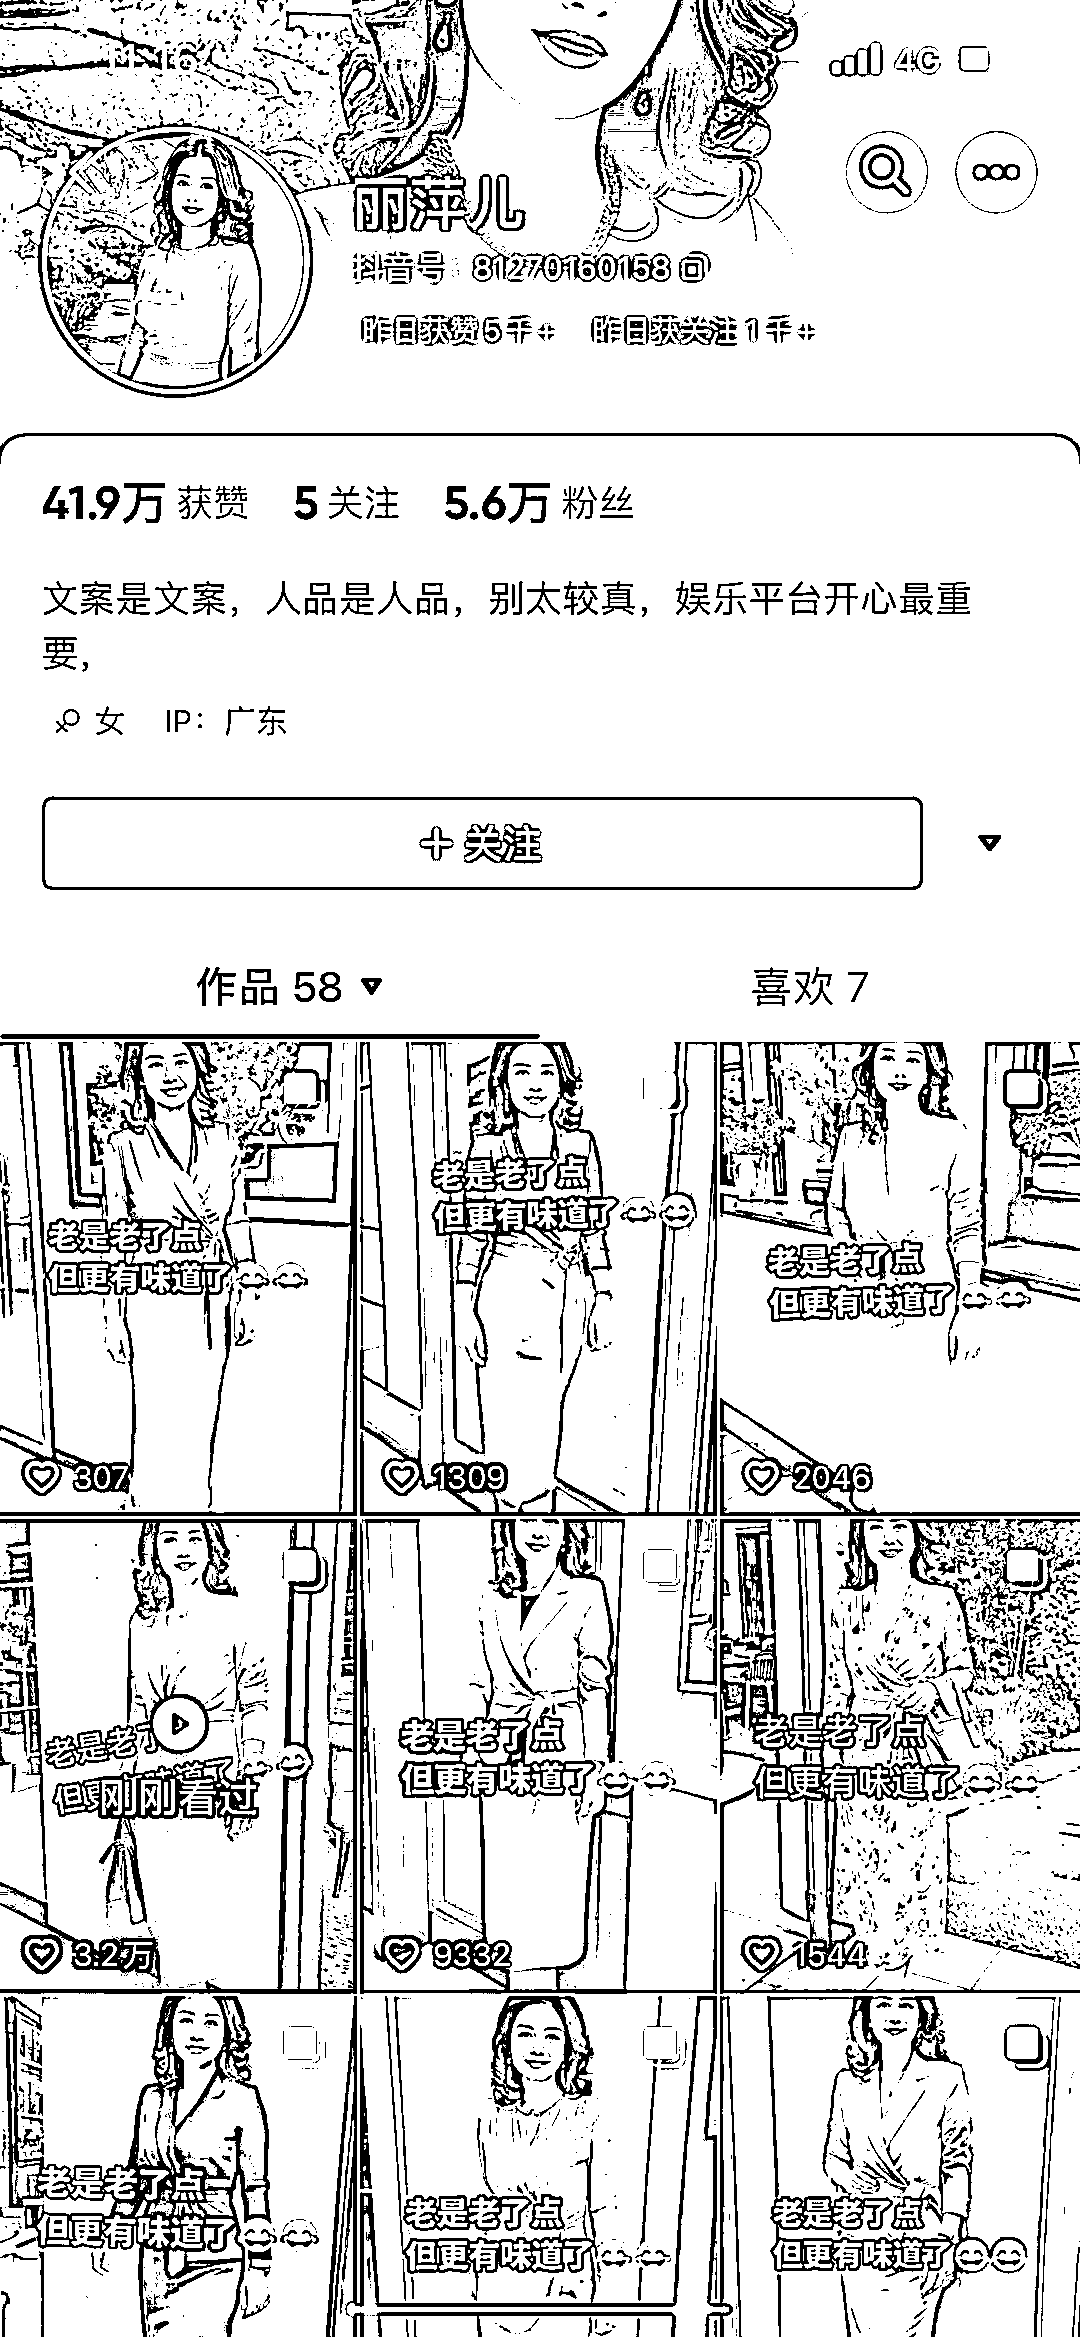 11:16
4G
丽萍儿
抖音号：81270160158
昨日获赞5千+ 昨日获关注1千+
41.9万 获赞 5 关注 5.6万 粉丝
文案是文案，人品是人品，别太较真，娱乐平台开心最重
要，
女 IP：广东
+ 关注
作品 58 喜欢 7
老是老了点
但更有味道了
307
老是老了点
但更有味道了
1309
老是老了点
但更有味道了
2046
老是老了
但更有味道了
刚刚看过
3.2万
老是老了点
但更有味道了
9332
老是老了点
但更有味道了
1544
老是老了点
但更有味道了
老是老了点
但更有味道了
老是老了点
但更有味道了